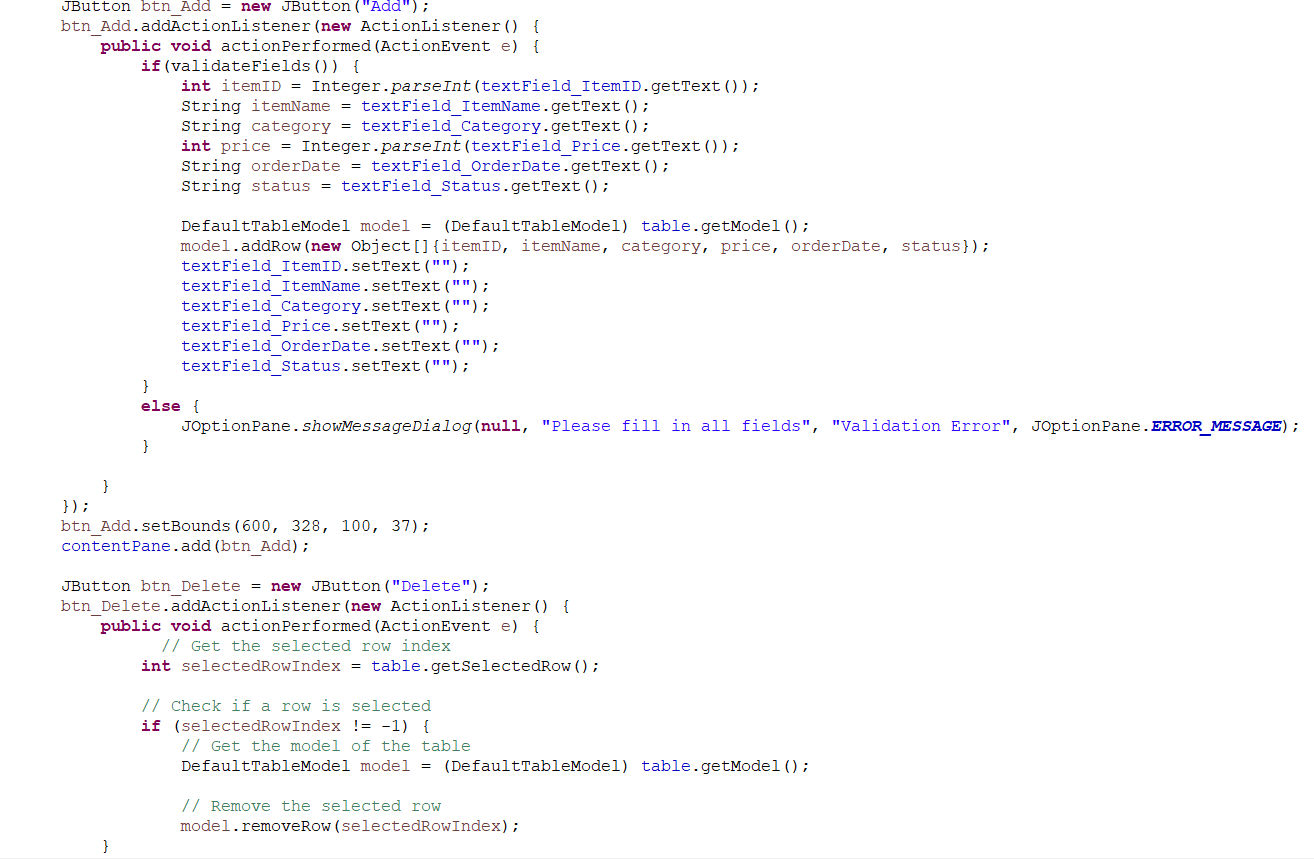 JButton btn_Add = new JButton("Add");
btn_Add.addActionListener(new ActionListener() {
    public void actionPerformed(ActionEvent e) {
        if(validateFields()) {
            int itemID = Integer.parseInt(textField_ItemID.getText());
            String itemName = textField_ItemName.getText();
            String category = textField_Category.getText();
            int price = Integer.parseInt(textField_Price.getText());
            String orderDate = textField_OrderDate.getText();
            String status = textField_Status.getText();

            DefaultTableModel model = (DefaultTableModel) table.getModel();
            model.addRow(new Object[]{itemID, itemName, category, price, orderDate, status});
            textField_ItemID.setText("");
            textField_ItemName.setText("");
            textField_Category.setText("");
            textField_Price.setText("");
            textField_OrderDate.setText("");
            textField_Status.setText("");
        }
        else {
            JOptionPane.showMessageDialog(null, "Please fill in all fields", "Validation Error", JOptionPane.ERROR_MESSAGE);
        }

    }
});
btn_Add.setBounds(600, 328, 100, 37);
contentPane.add(btn_Add);

JButton btn_Delete = new JButton("Delete");
btn_Delete.addActionListener(new ActionListener() {
    public void actionPerformed(ActionEvent e) {
          // Get the selected row index
        int selectedRowIndex = table.getSelectedRow();

        // Check if a row is selected
        if (selectedRowIndex != -1) {
            // Get the model of the table
            DefaultTableModel model = (DefaultTableModel) table.getModel();

            // Remove the selected row
            model.removeRow(selectedRowIndex);
    }